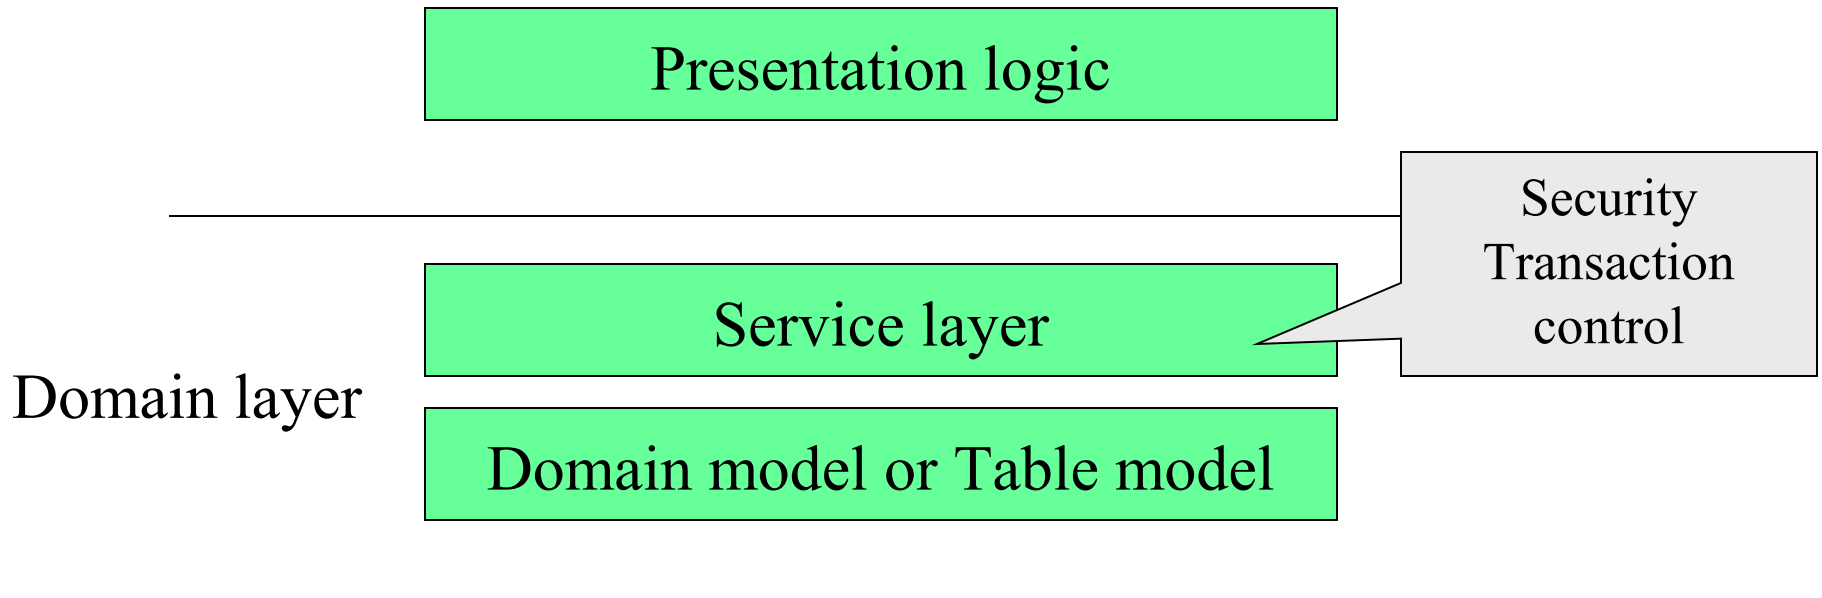 Presentation logic
Security
Transaction
control
Service layer
Domain layer
Domain model or Table model